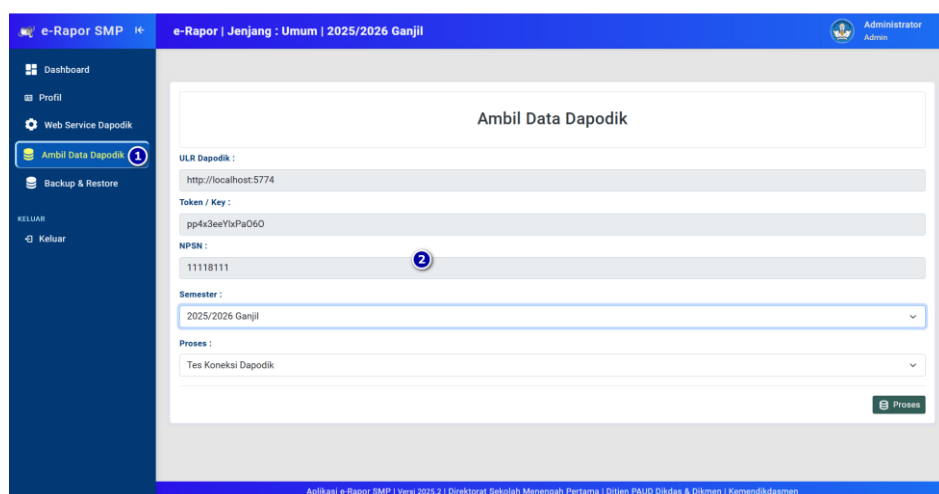 e-Rapor SMP
e-Rapor | Jenjang : Umum | 2025/2026 Ganjil
Administrator
Admin
Dashboard
Profil
Web Service Dapodik
Ambil Data Dapodik 1
Backup & Restore
KELUAR
Keluar
Ambil Data Dapodik
ULR Dapodik :
http://localhost:5774
Token / Key :
pp4x3eeYlxPaO6O
NPSN :
11118111
2
Semester :
2025/2026 Ganjil
Proses :
Tes Koneksi Dapodik
Proses
Aplikasi e-Rapor SMP | Versi 2025.2 | Direktorat Sekolah Menengah Pertama | Ditjen PAUD Dikdas & Dikmen | Kemendikdasmen